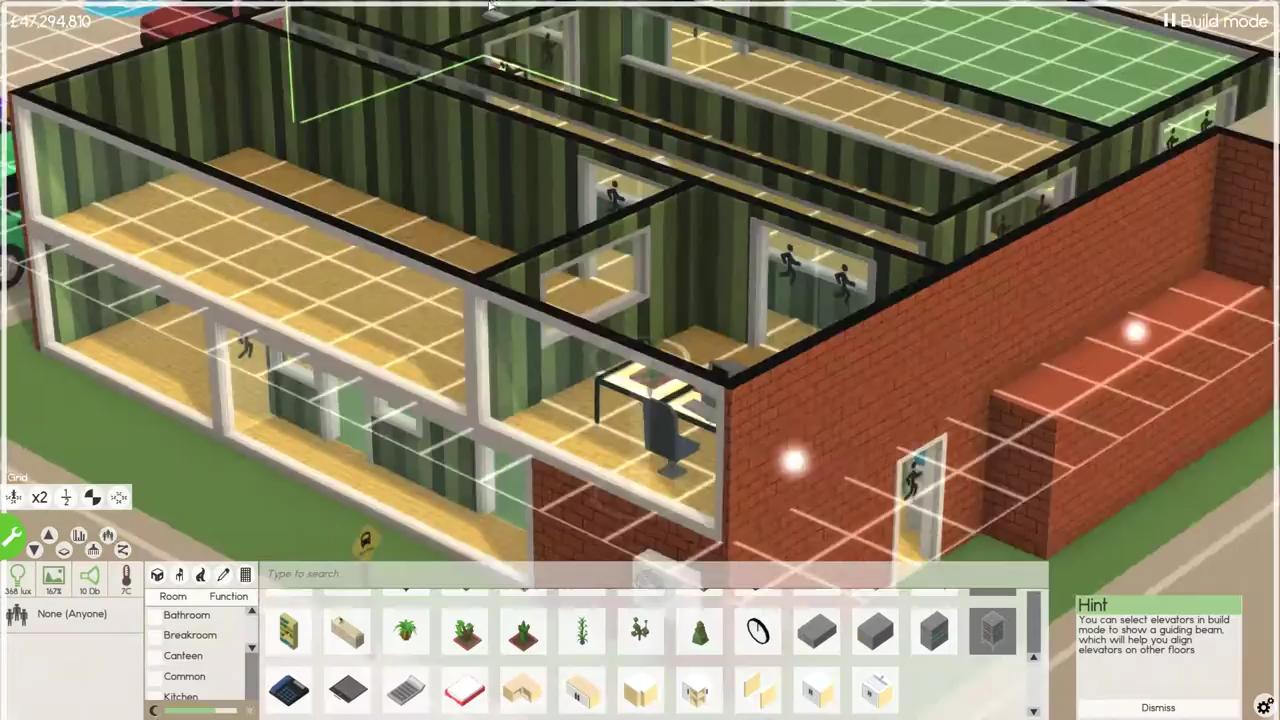 £47,294,810
Build mode
Grid
x2
1/2
368 lux
167%
10 Db
7C
None (Anyone)
Room
Function
Bathroom
Breakroom
Canteen
Common
Kitchen
Type to search
Hint
You can select elevators in build
mode to show a guiding beam,
which will help you align
elevators on other floors
Dismiss